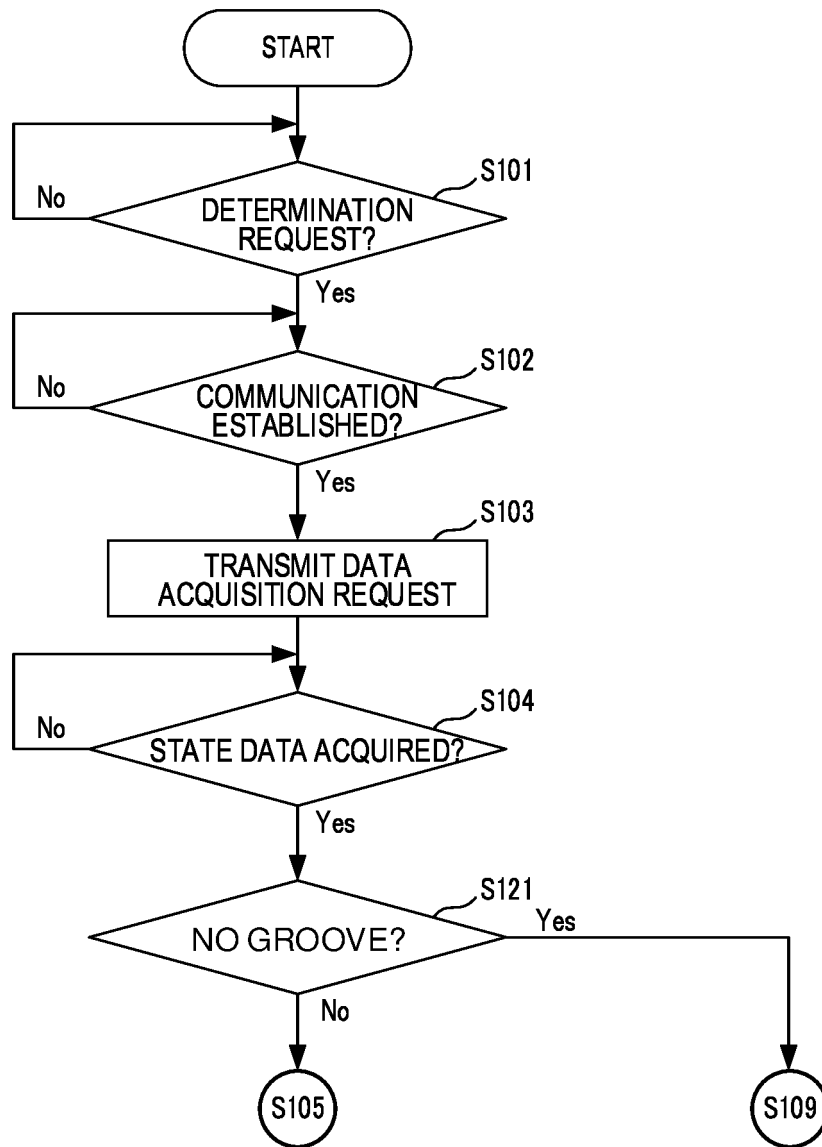 START
S101
No
DETERMINATION
REQUEST?
Yes
S102
No
COMMUNICATION
ESTABLISHED?
Yes
S103
TRANSMIT DATA
ACQUISITION REQUEST
S104
No
STATE DATA ACQUIRED?
Yes
S121
Yes
NO GROOVE?
No
S105
S109